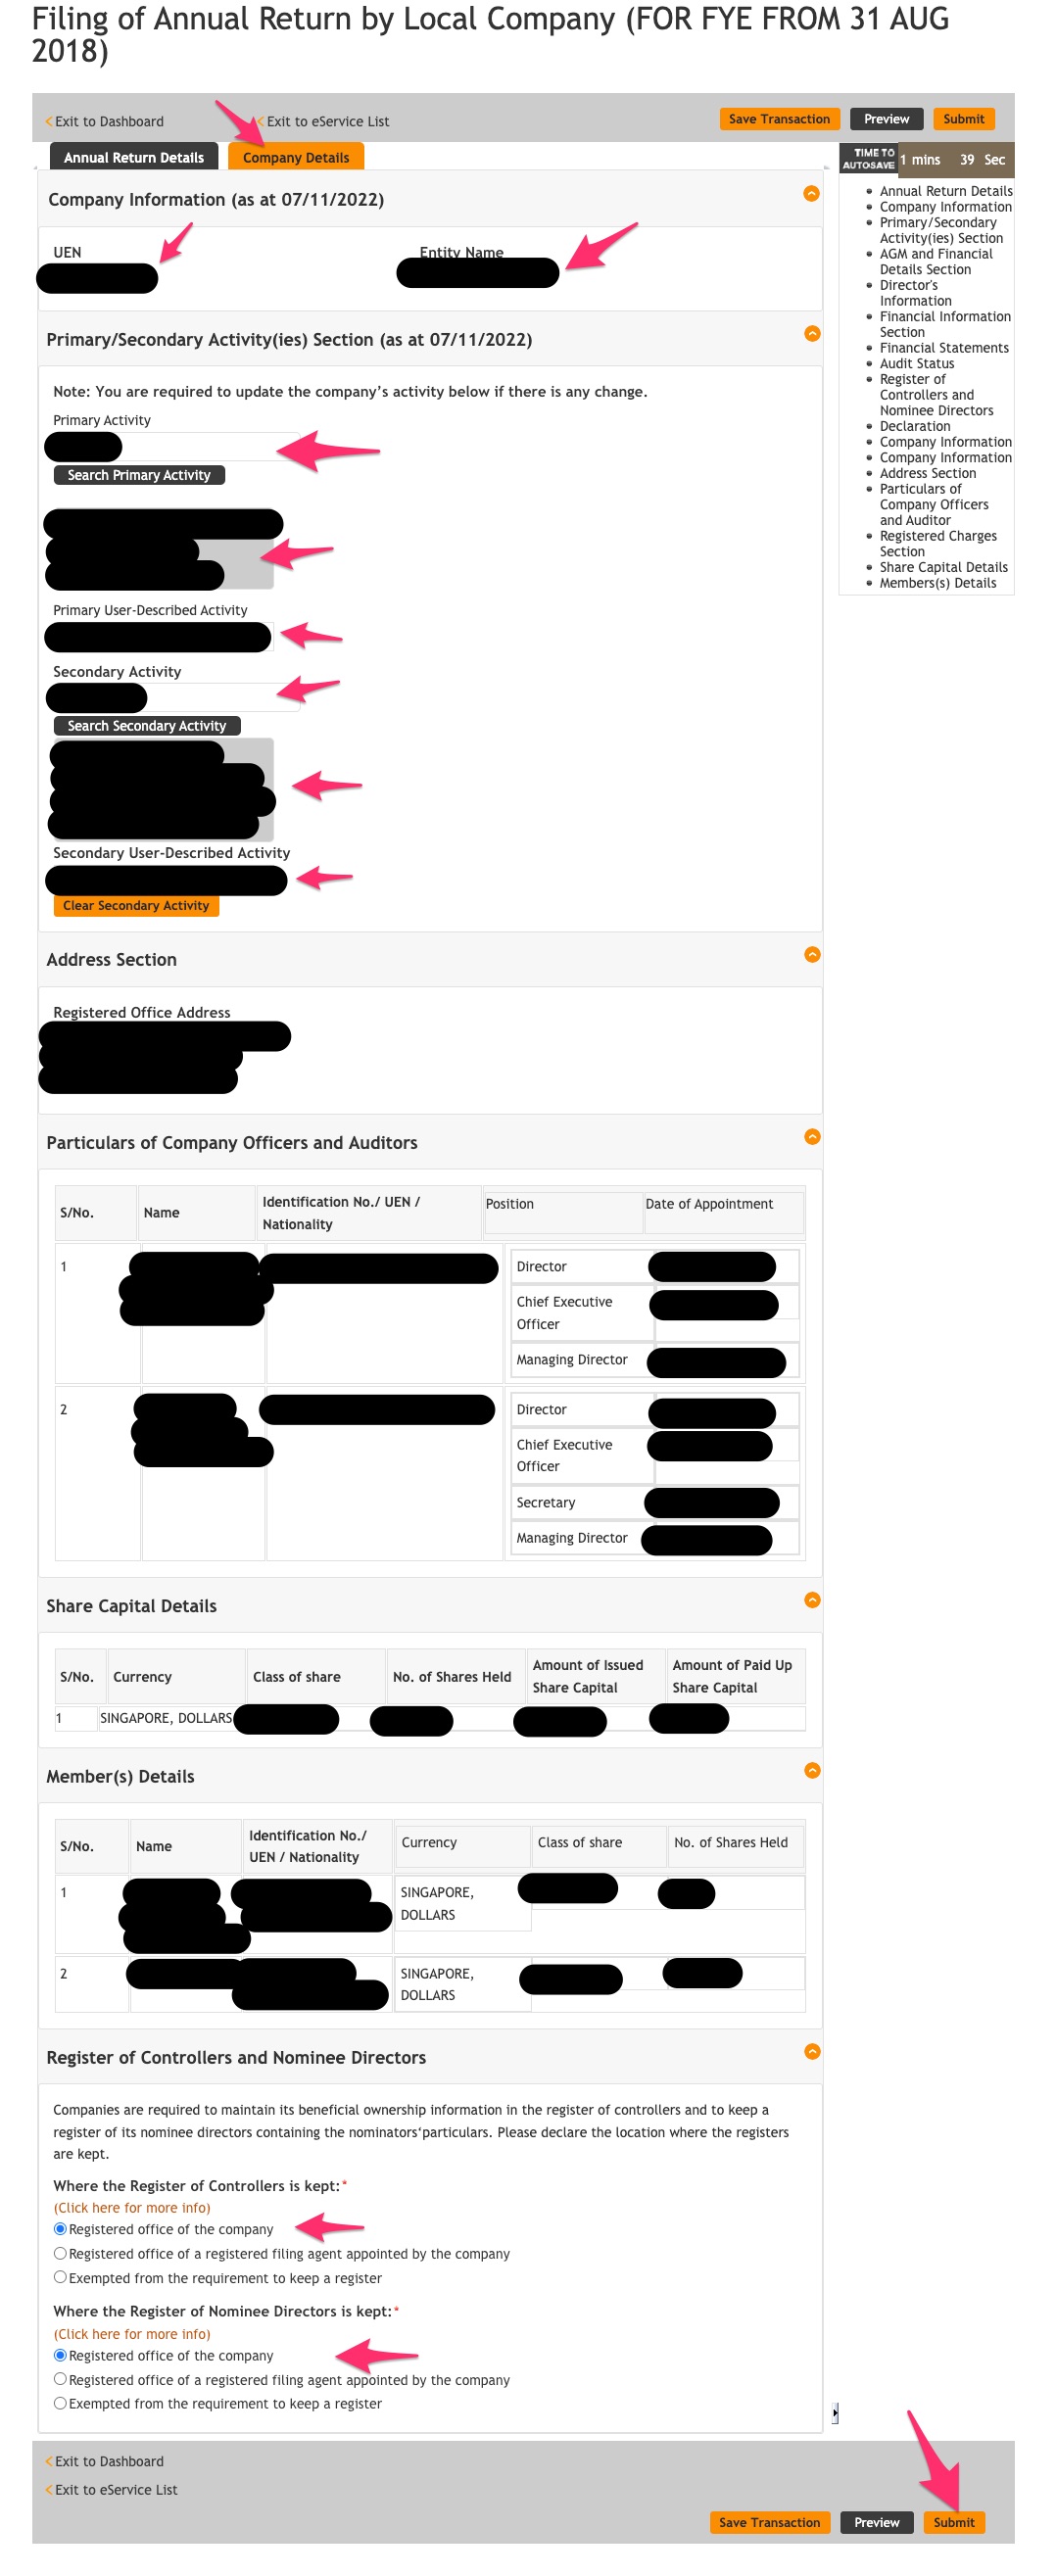 Filing of Annual Return by Local Company (FOR FYE FROM 31 AUG
2018)
Exit to Dashboard
Exit to eService List
Save Transaction
Preview
Submit
Annual Return Details
Company Details
TIME TO
AUTOSAVE
1 mins 39 Sec
Company Information (as at 07/11/2022)
UEN
Entity Name
Primary/Secondary Activity(ies) Section (as at 07/11/2022)
Note: You are required to update the company’s activity below if there is any change.
Primary Activity
Search Primary Activity
Primary User-Described Activity
Secondary Activity
Search Secondary Activity
Secondary User-Described Activity
Clear Secondary Activity
Address Section
Registered Office Address
Particulars of Company Officers and Auditors
S/No.
Name
Identification No./ UEN /
Nationality
Position
Date of Appointment
1
Director
Chief Executive
Officer
Managing Director
2
Director
Chief Executive
Officer
Secretary
Managing Director
Share Capital Details
S/No.
Currency
Class of share
No. of Shares Held
Amount of Issued
Share Capital
Amount of Paid Up
Share Capital
1
SINGAPORE, DOLLARS
Member(s) Details
S/No.
Name
Identification No./
UEN / Nationality
Currency
Class of share
No. of Shares Held
1
SINGAPORE,
DOLLARS
2
SINGAPORE,
DOLLARS
Register of Controllers and Nominee Directors
Companies are required to maintain its beneficial ownership information in the register of controllers and to keep a
register of its nominee directors containing the nominators‘particulars. Please declare the location where the registers
are kept.
Where the Register of Controllers is kept:*
(Click here for more info)
Registered office of the company
Registered office of a registered filing agent appointed by the company
Exempted from the requirement to keep a register
Where the Register of Nominee Directors is kept:*
(Click here for more info)
Registered office of the company
Registered office of a registered filing agent appointed by the company
Exempted from the requirement to keep a register
Annual Return Details
Company Information
Primary/Secondary
Activity(ies) Section
AGM and Financial
Details Section
Director's
Information
Financial Information
Section
Financial Statements
Audit Status
Register of
Controllers and
Nominee Directors
Declaration
Company Information
Company Information
Address Section
Particulars of
Company Officers
and Auditor
Registered Charges
Section
Share Capital Details
Members(s) Details
Exit to Dashboard
Exit to eService List
Save Transaction
Preview
Submit